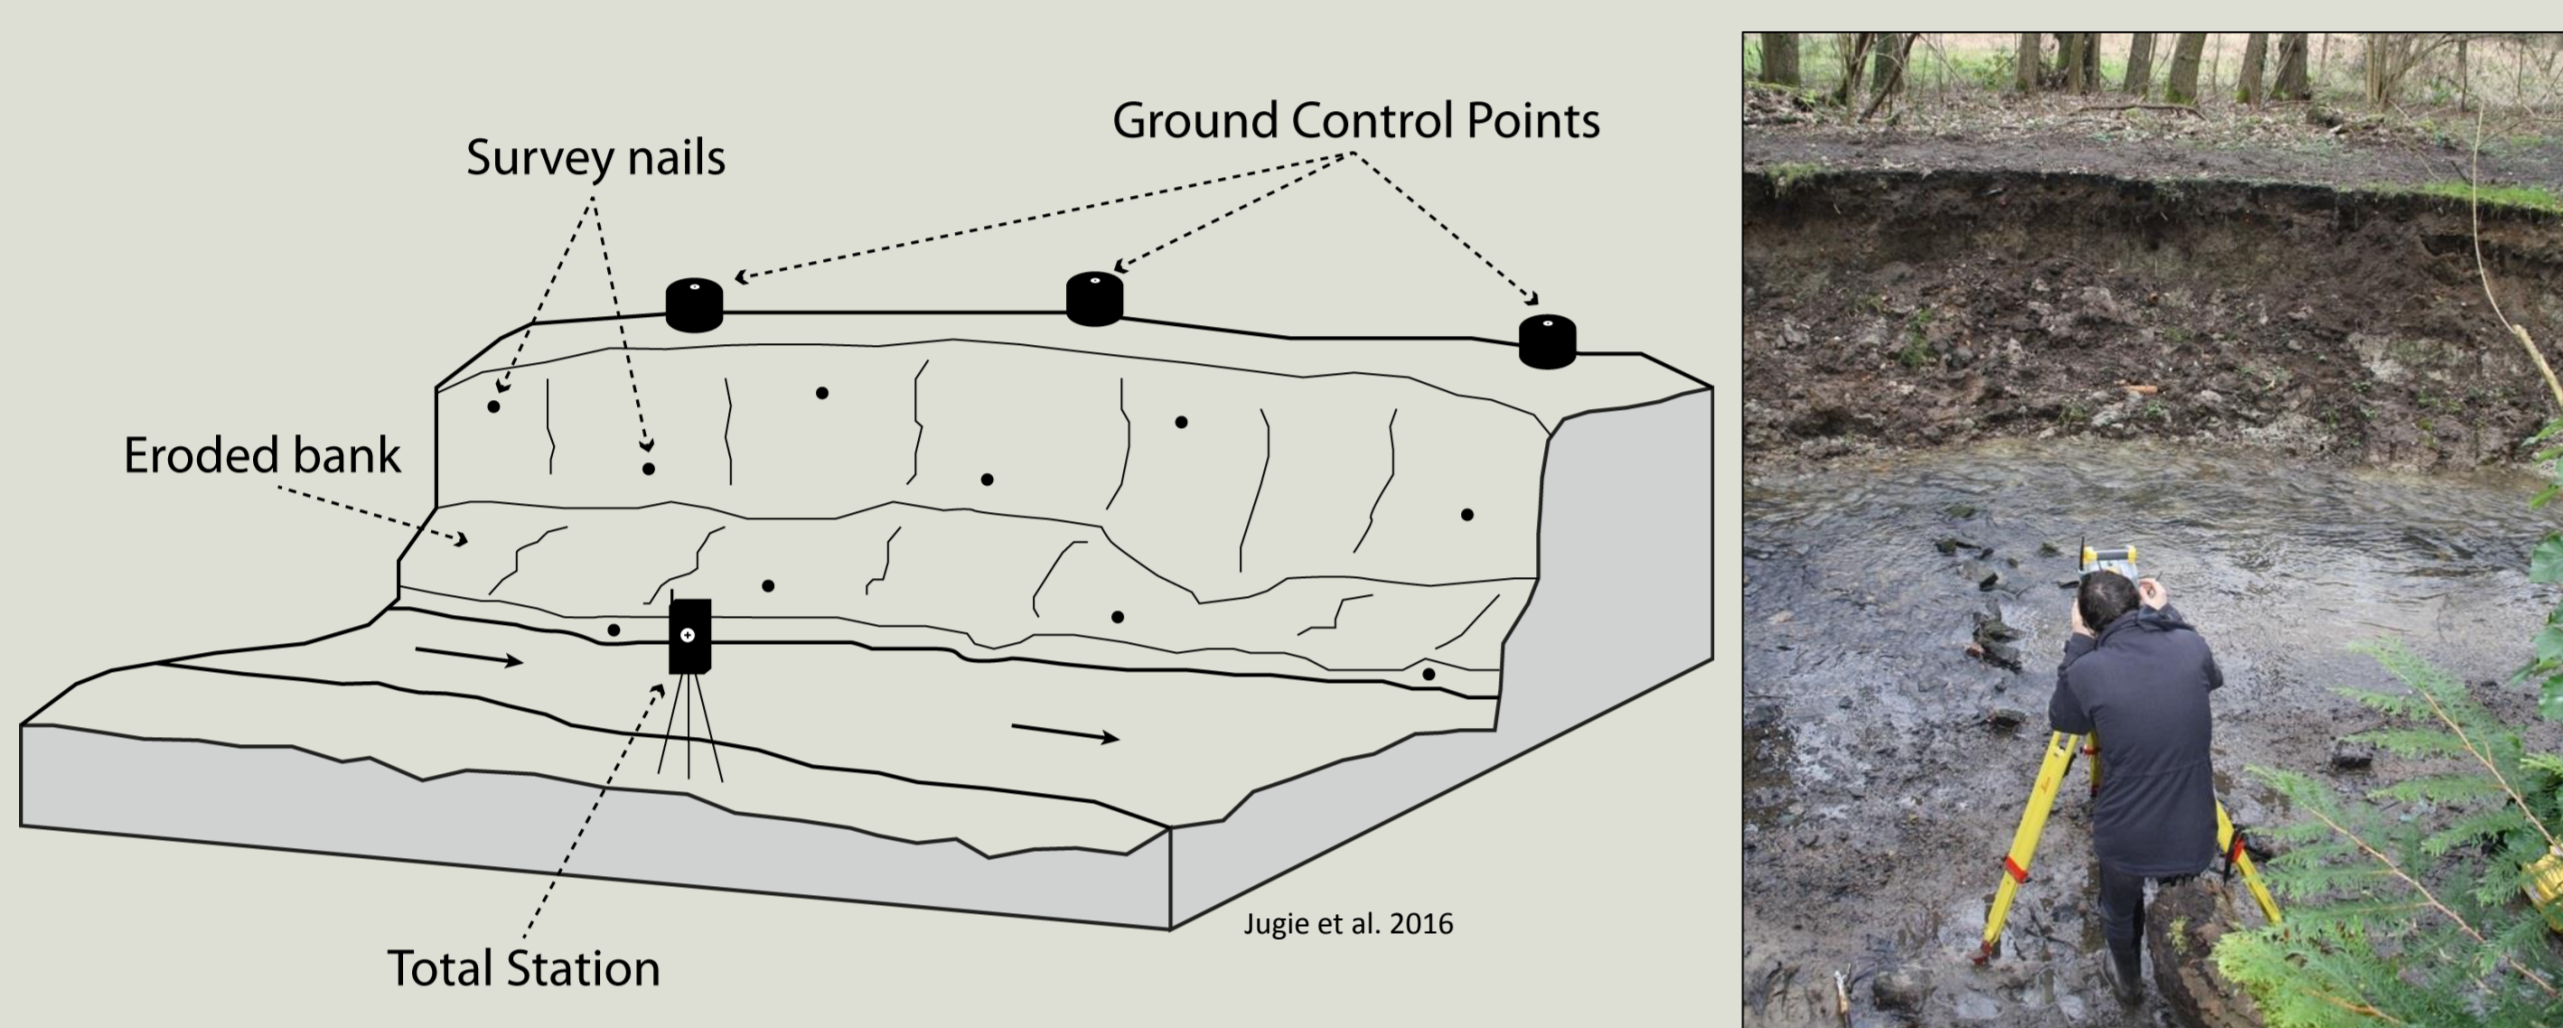 Ground Control Points
Survey nails
Eroded bank
Jugie et al. 2016
Total Station